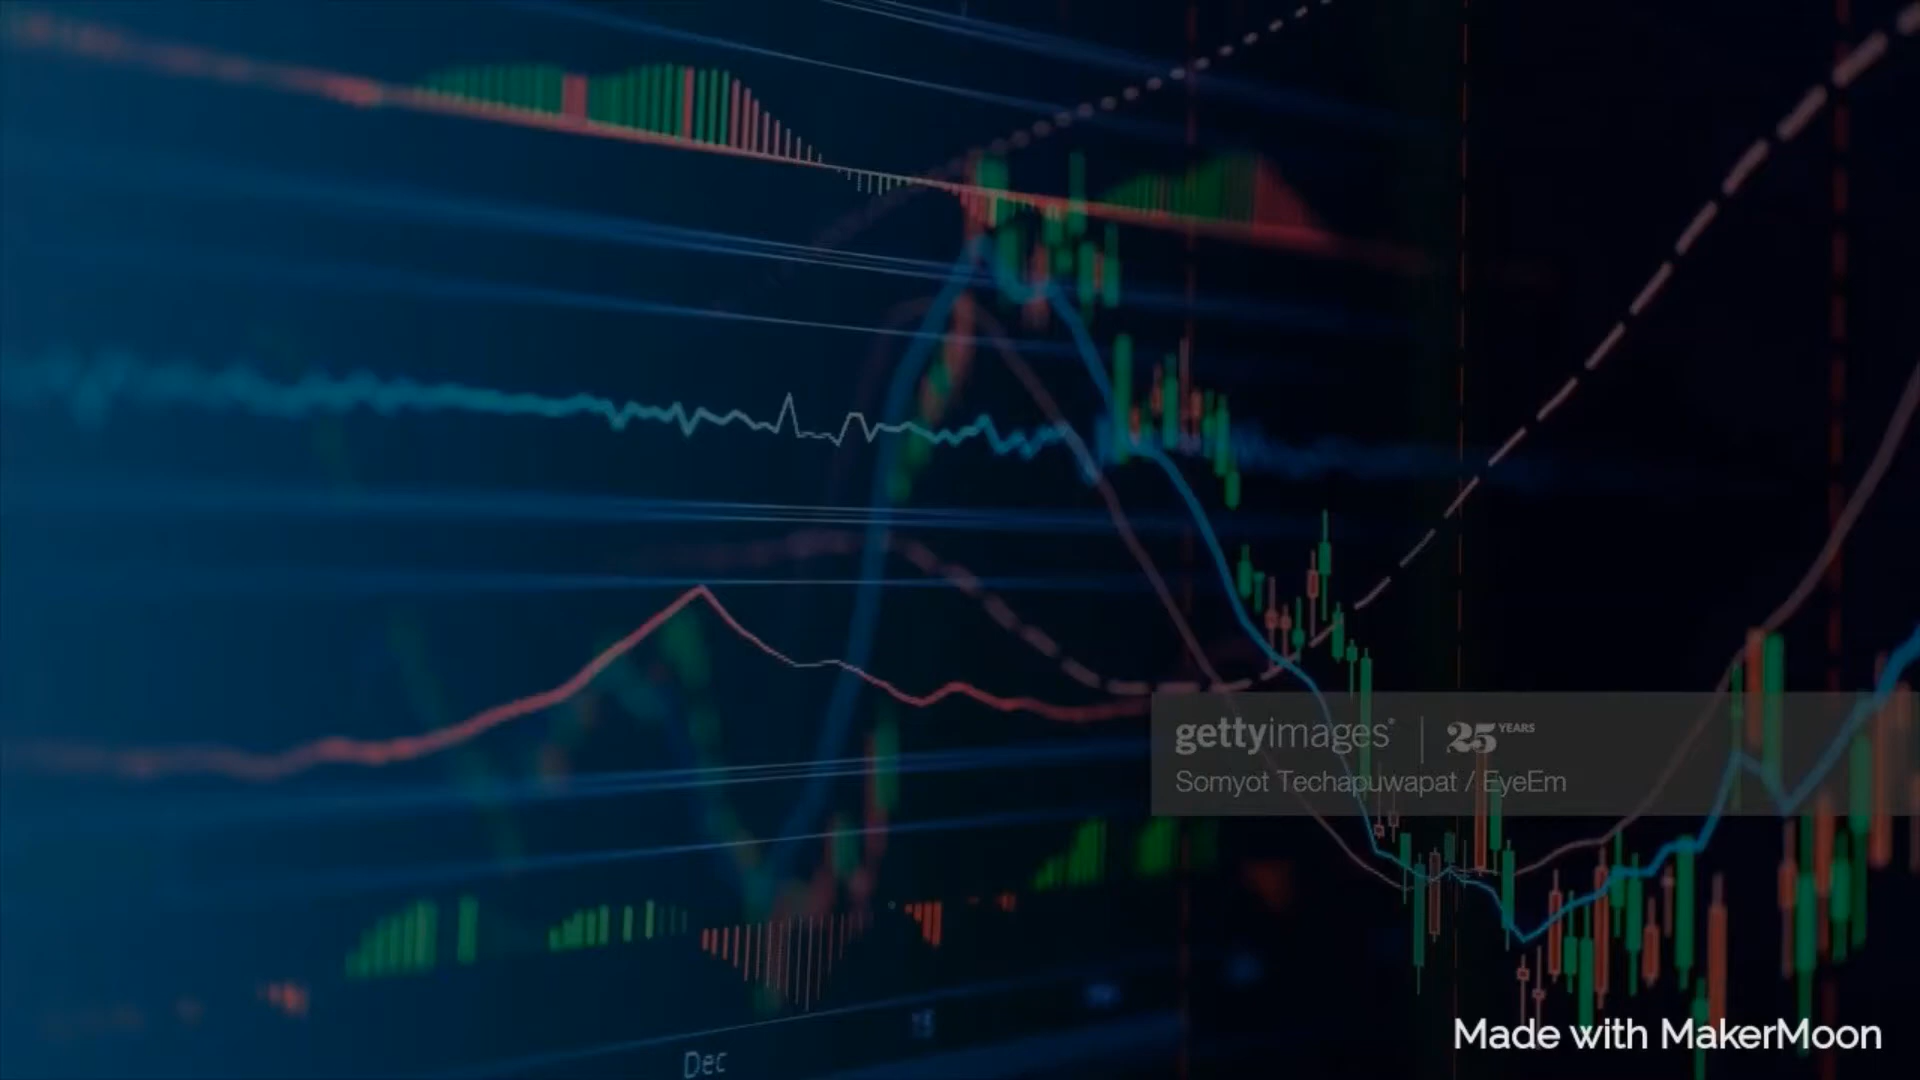 gettyimages® | 25 YEARS
Somyot Techapuwapat / EyeEm
Made with MakerMoon
Dec